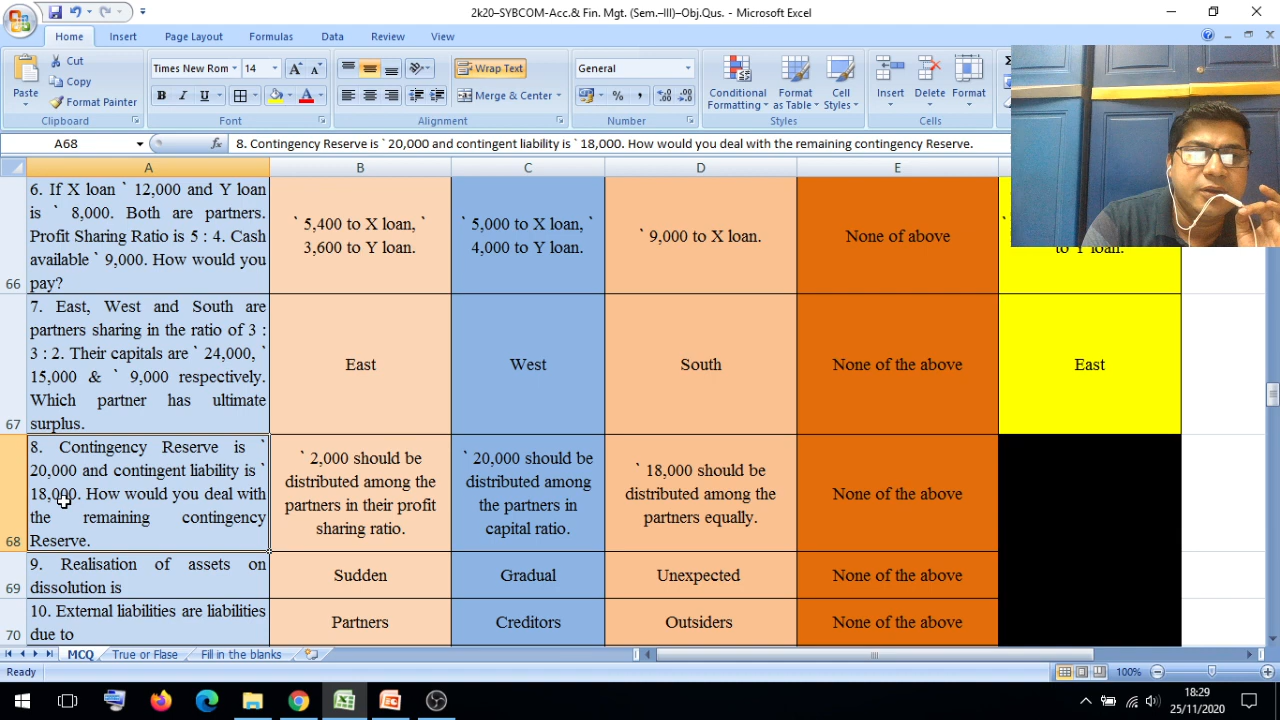 2k20–SYBCOM-Acc.& Fin. Mgt. (Sem.–III)–Obj.Qus. - Microsoft Excel
Home Insert Page Layout Formulas Data Review View
Paste
Cut
Copy
Format Painter
Clipboard
Times New Rom 14
B I U
Font
Wrap Text
Merge & Center
Alignment
General
% ,
Number
Conditional Formatting
Format as Table
Cell Styles
Styles
Insert Delete Format
Cells
A68
fx
8. Contingency Reserve is ` 20,000 and contingent liability is ` 18,000. How would you deal with the remaining contingency Reserve.
A B C D E
66
6. If X loan ` 12,000 and Y loan
is ` 8,000. Both are partners.
Profit Sharing Ratio is 5 : 4. Cash
available ` 9,000. How would you
pay?
` 5,400 to X loan, `
3,600 to Y loan.
` 5,000 to X loan, `
4,000 to Y loan.
` 9,000 to X loan.
None of above
to Y loan.
67
7. East, West and South are
partners sharing in the ratio of 3 :
3 : 2. Their capitals are ` 24,000, `
15,000 & ` 9,000 respectively.
Which partner has ultimate
surplus.
East
West
South
None of the above
East
68
8. Contingency Reserve is `
20,000 and contingent liability is `
18,000. How would you deal with
the remaining contingency
Reserve.
` 2,000 should be
distributed among the
partners in their profit
sharing ratio.
` 20,000 should be
distributed among
the partners in
capital ratio.
` 18,000 should be
distributed among the
partners equally.
None of the above
69
9. Realisation of assets on
dissolution is
Sudden
Gradual
Unexpected
None of the above
70
10. External liabilities are liabilities
due to
Partners
Creditors
Outsiders
None of the above
MCQ True or Flase Fill in the blanks
Ready
100%
18:29
25/11/2020